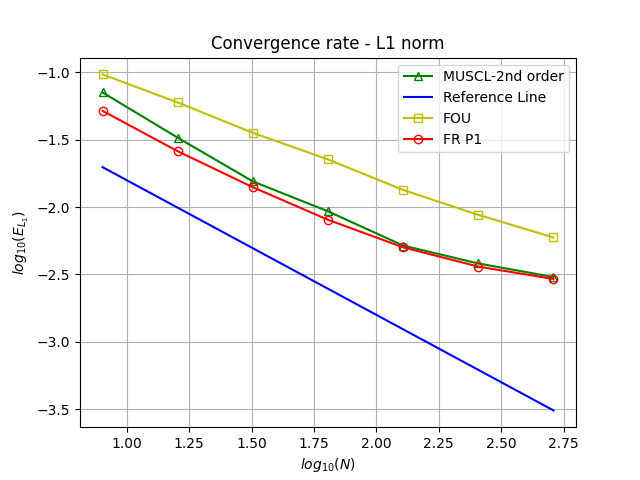 Convergence rate - L1 norm
MUSCL-2nd order
Reference Line
FOU
FR P1
−1.0
−1.5
−2.0
−2.5
−3.0
−3.5
log₁₀(E_{L₁})
1.00 1.25 1.50 1.75 2.00 2.25 2.50 2.75
log₁₀(N)